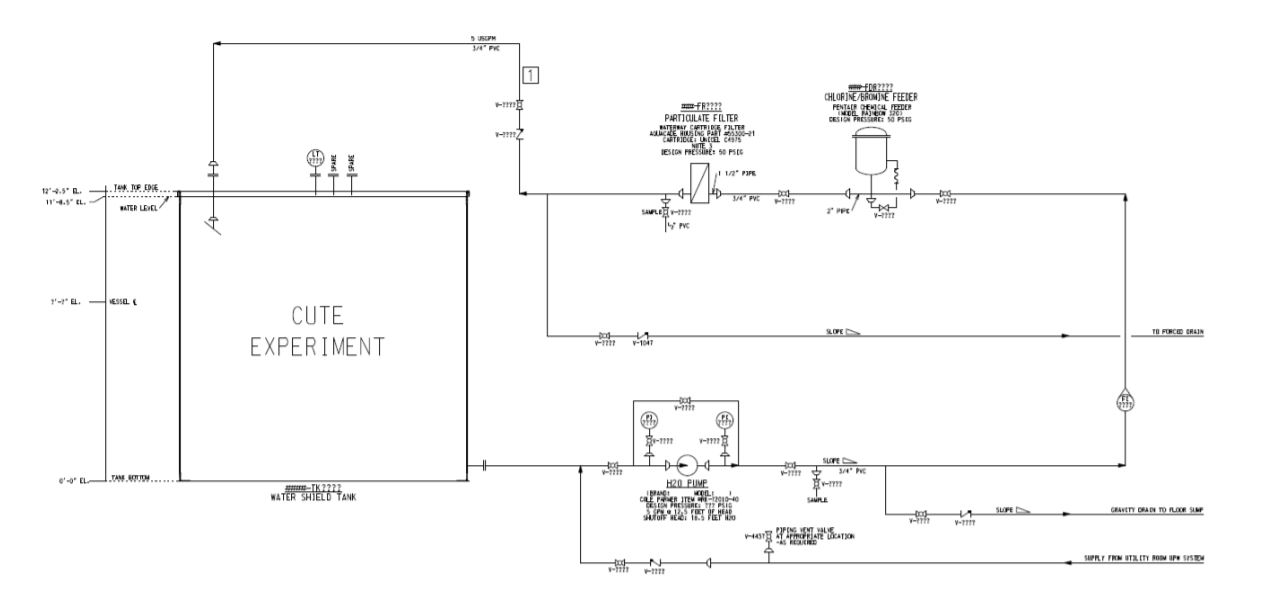 5 USGPM
3/4" PVC
1
V-????
V-????
####-FR????
PARTICULATE FILTER
WATERWAY CARTRIDGE FILTER
AQUACADE HOUSING PART #55300-21
CARTRIDGE: UNICEL C4975
NOTE 3
DESIGN PRESSURE: 50 PSIG
####-FDR????
CHLORINE/BROMINE FEEDER
PENTAIR CHEMICAL FEEDER
(MODEL RAINBOW 320)
DESIGN PRESSURE: 50 PSIG
LT
????
SPARE
SPARE
12'-2.5" EL.
TANK TOP EDGE
11'-8.5" EL.
WATER LEVEL
1 1/2" PIPE
3/4" PVC
V-????
SAMPLE
V-????
½" PVC
2" PIPE
V-????
V-????
CUTE
EXPERIMENT
?'-?" EL.
VESSEL ℄
V-????
V-1047
SLOPE
TO FORCED DRAIN
FI
????
V-????
PI
????
V-????
PI
????
V-????
V-????
H2O PUMP
(BRAND: MODEL: )
COLE PARMER ITEM #RK-72010-40
DESIGN PRESSURE: ??? PSIG
5 GPM @ 12.5 FEET OF HEAD
SHUTOFF HEAD: 18.5 FEET H2O
V-????
SLOPE
3/4" PVC
V-????
SAMPLE
0'-0" EL.
TANK BOTTOM
#####-TK????
WATER SHIELD TANK
V-????
V-????
SLOPE
GRAVITY DRAIN TO FLOOR SUMP
V-4437
PIPING VENT VALVE
AT APPROPRIATE LOCATION
-AS REQUIRED
V-????
V-????
SUPPLY FROM UTILITY ROOM UPW SYSTEM